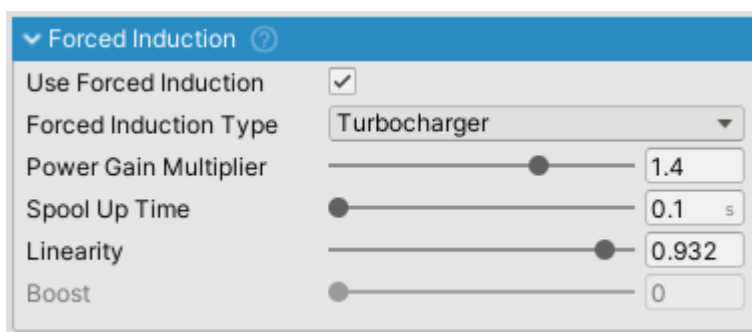 Forced Induction ?
Use Forced Induction
Forced Induction Type Turbocharger
Power Gain Multiplier 1.4
Spool Up Time 0.1 s
Linearity 0.932
Boost 0